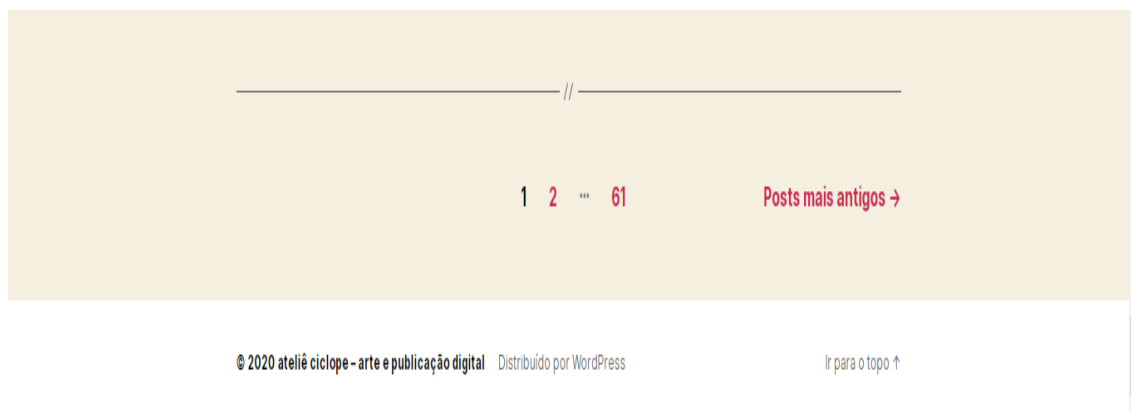 //
1 2 ... 61 Posts mais antigos →
© 2020 ateliê ciclope – arte e publicação digital Distribuído por WordPress Ir para o topo ↑